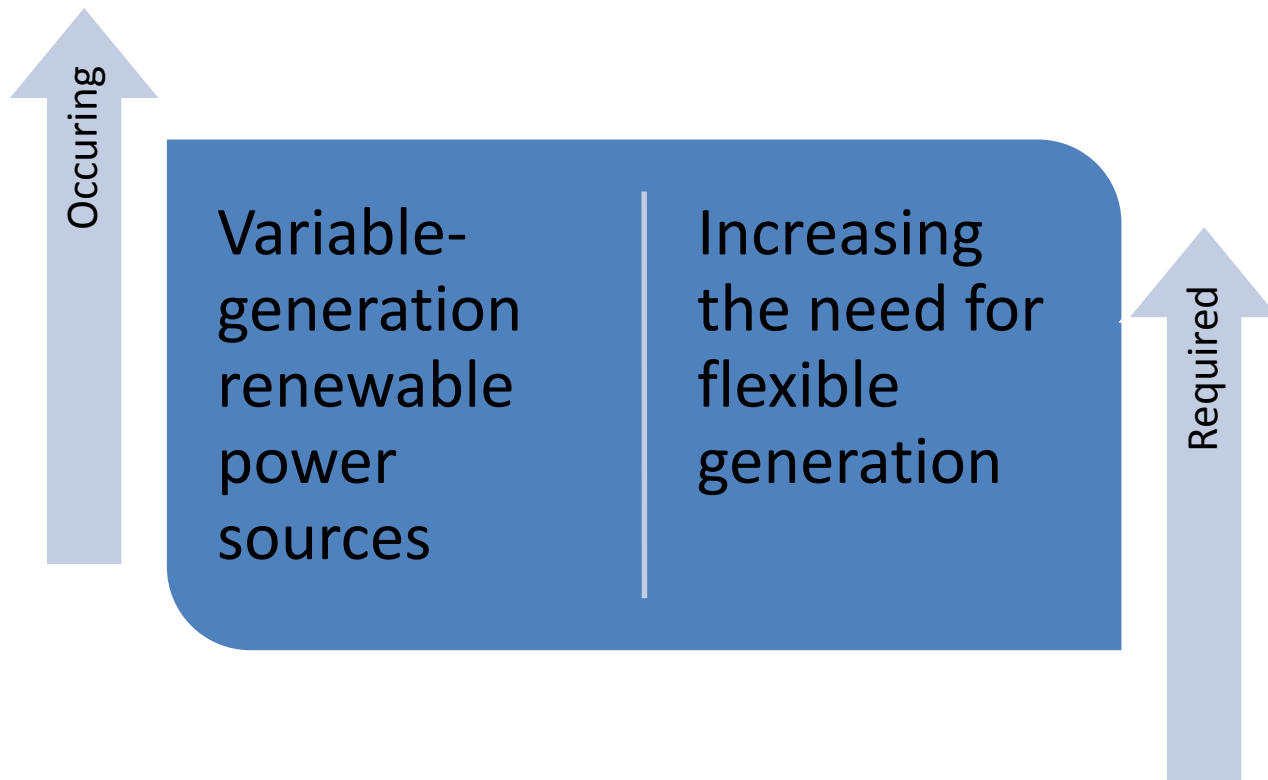 Occuring
Variable-
generation
renewable
power
sources
Increasing
the need for
flexible
generation
Required